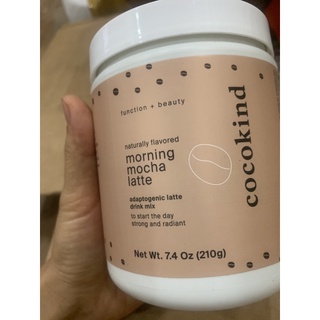 function + beauty
naturally flavored
morning
mocha
latte
adaptogenic latte
drink mix
to start the day
strong and radiant
Net Wt. 7.4 Oz (210g)
cocokind